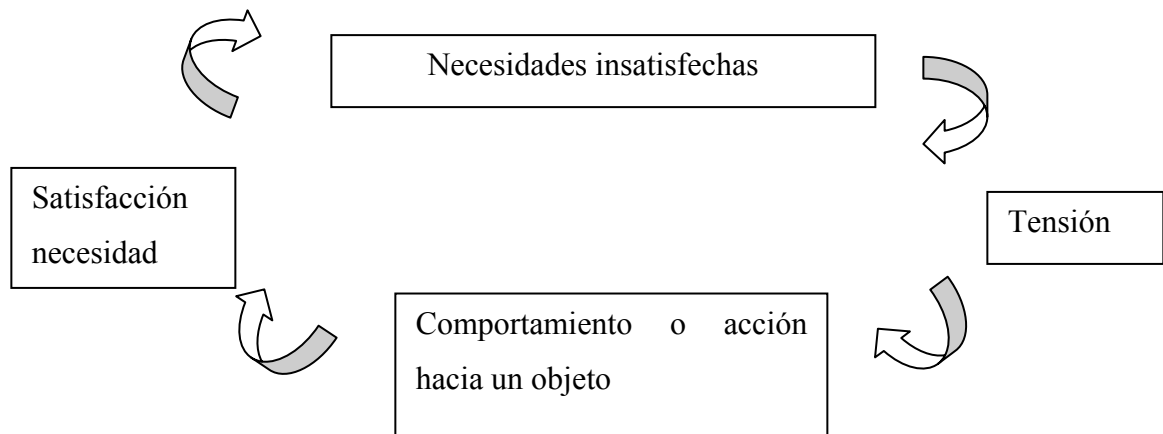 Necesidades insatisfechas
Satisfacción
necesidad
Tensión
Comportamiento o acción
hacia un objeto